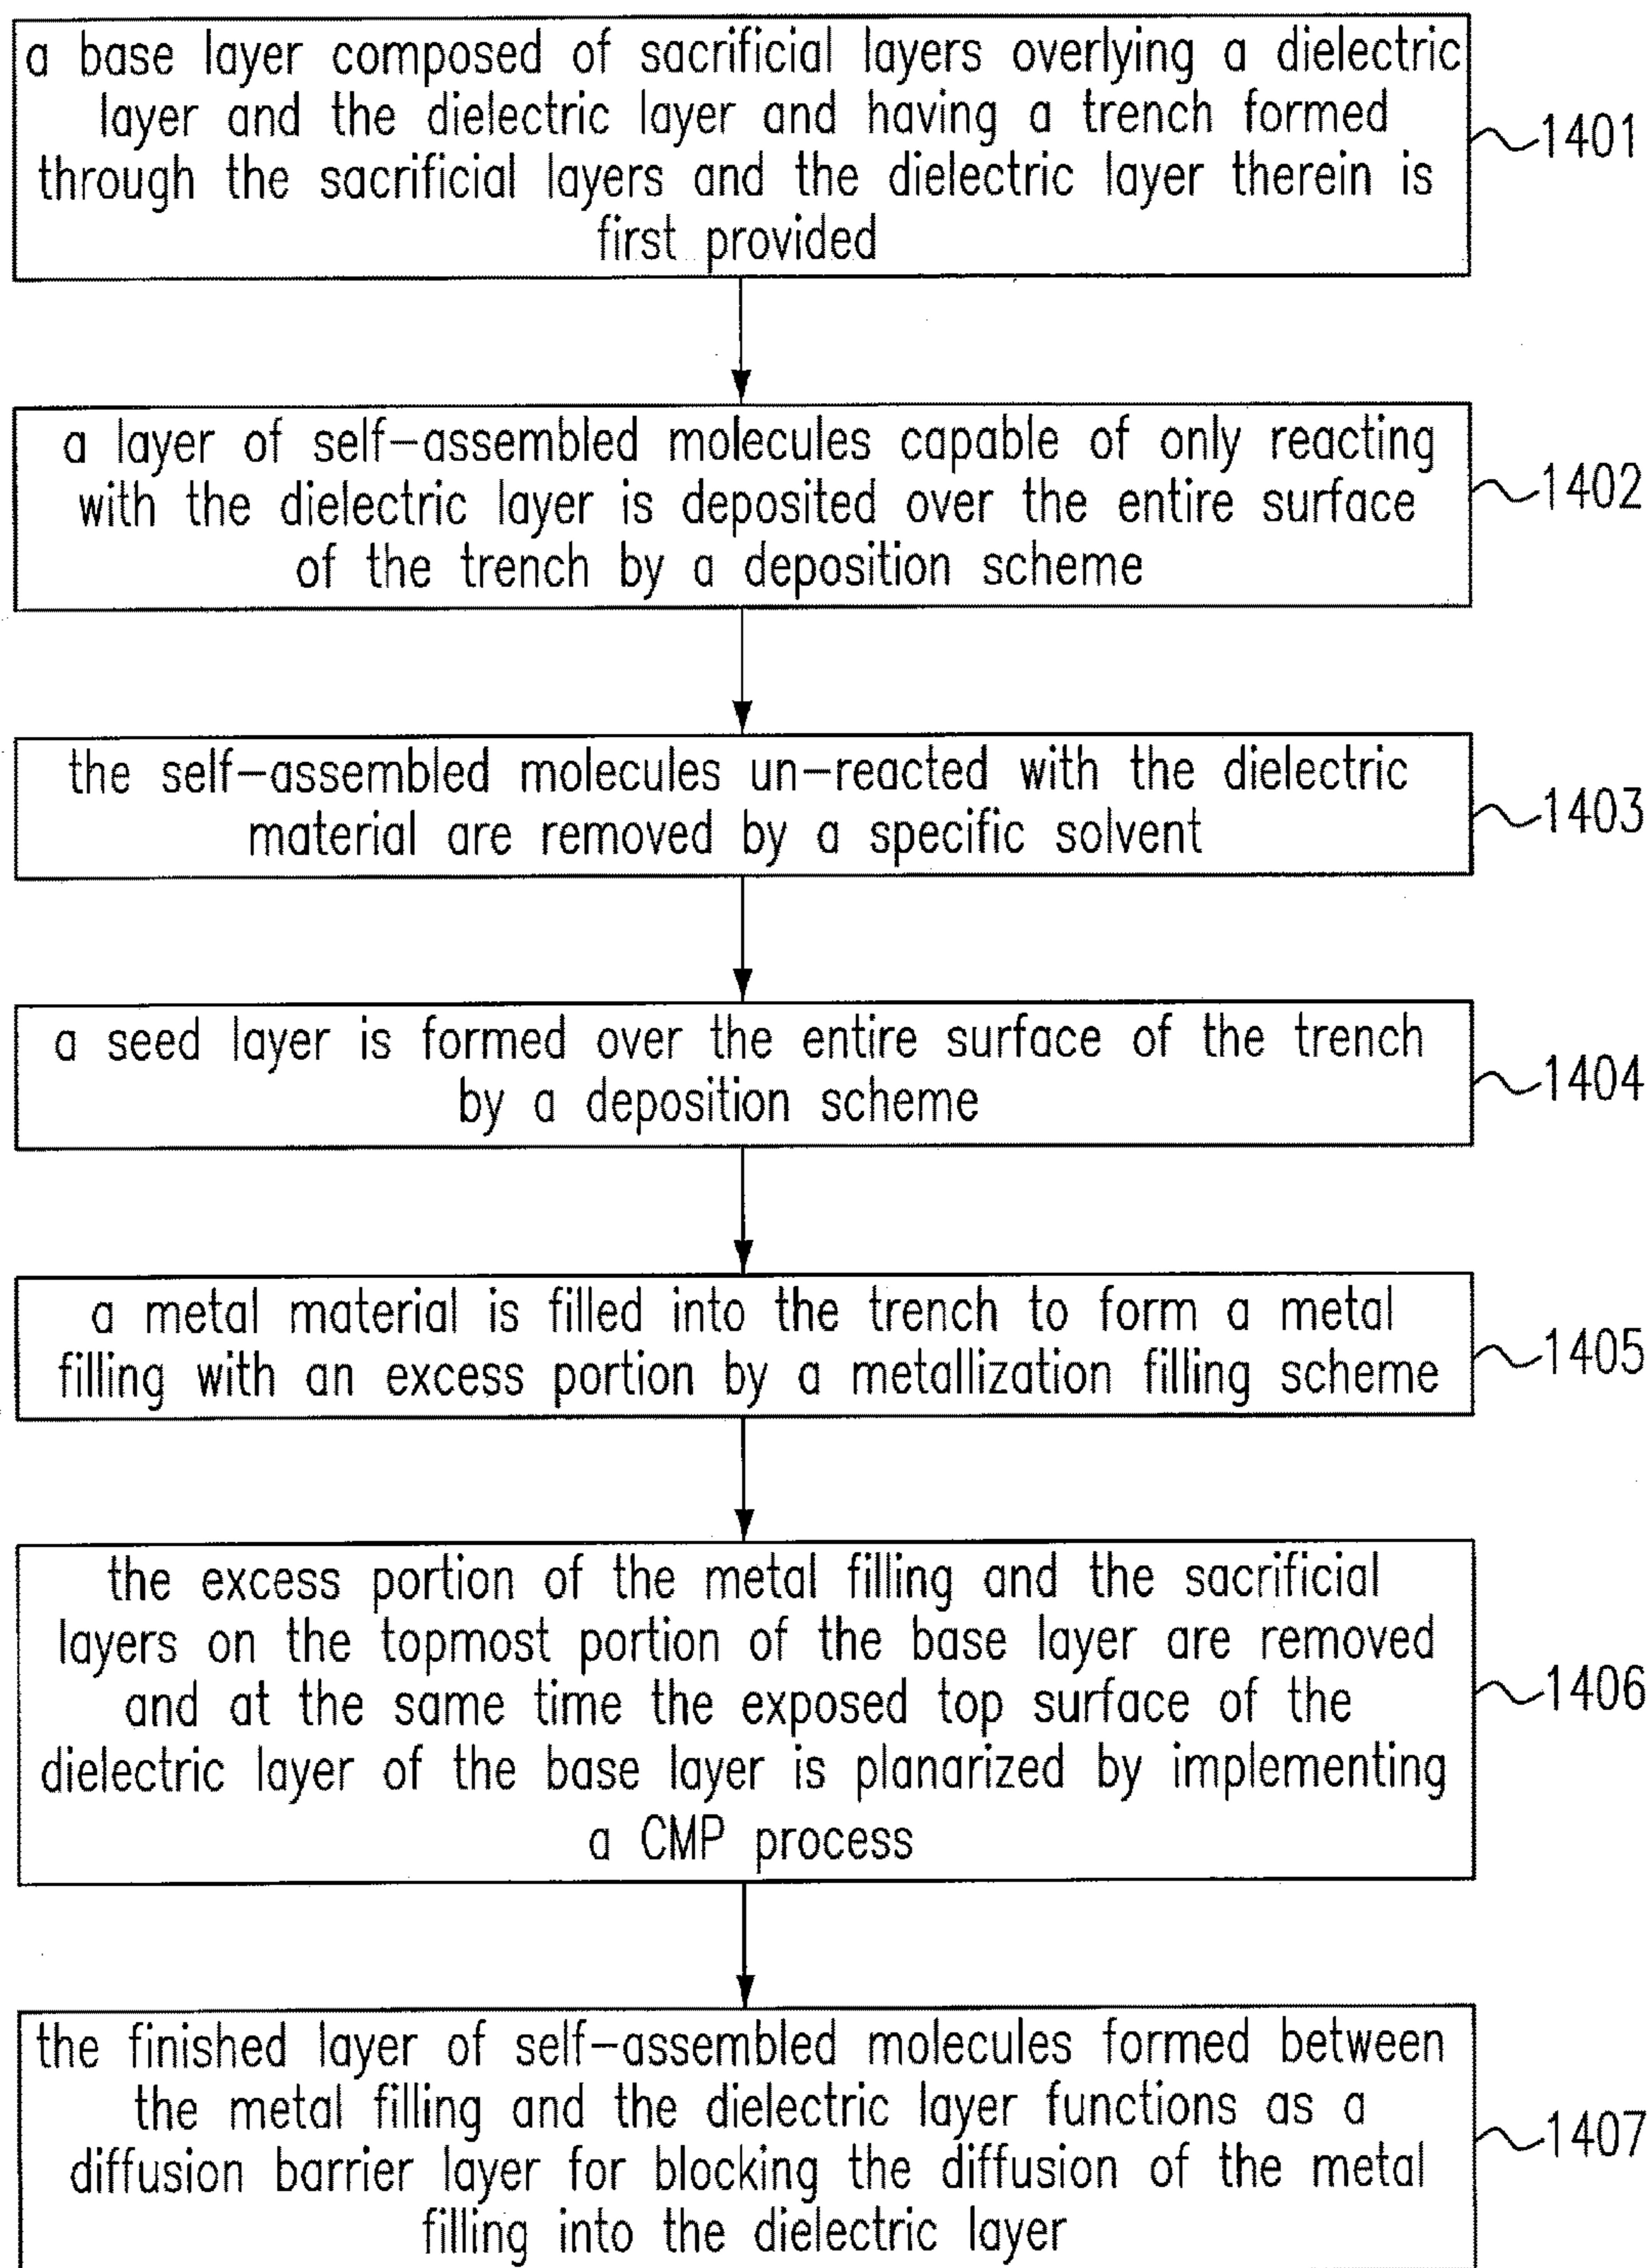 a base layer composed of sacrificial layers overlying a dielectric
layer and the dielectric layer and having a trench formed
through the sacrificial layers and the dielectric layer therein is
first provided
1401
a layer of self-assembled molecules capable of only reacting
with the dielectric layer is deposited over the entire surface
of the trench by a deposition scheme
1402
the self-assembled molecules un-reacted with the dielectric
material are removed by a specific solvent
1403
a seed layer is formed over the entire surface of the trench
by a deposition scheme
1404
a metal material is filled into the trench to form a metal
filling with an excess portion by a metallization filling scheme
1405
the excess portion of the metal filling and the sacrificial
layers on the topmost portion of the base layer are removed
and at the same time the exposed top surface of the
dielectric layer of the base layer is planarized by implementing
a CMP process
1406
the finished layer of self-assembled molecules formed between
the metal filling and the dielectric layer functions as a
diffusion barrier layer for blocking the diffusion of the metal
filling into the dielectric layer
1407